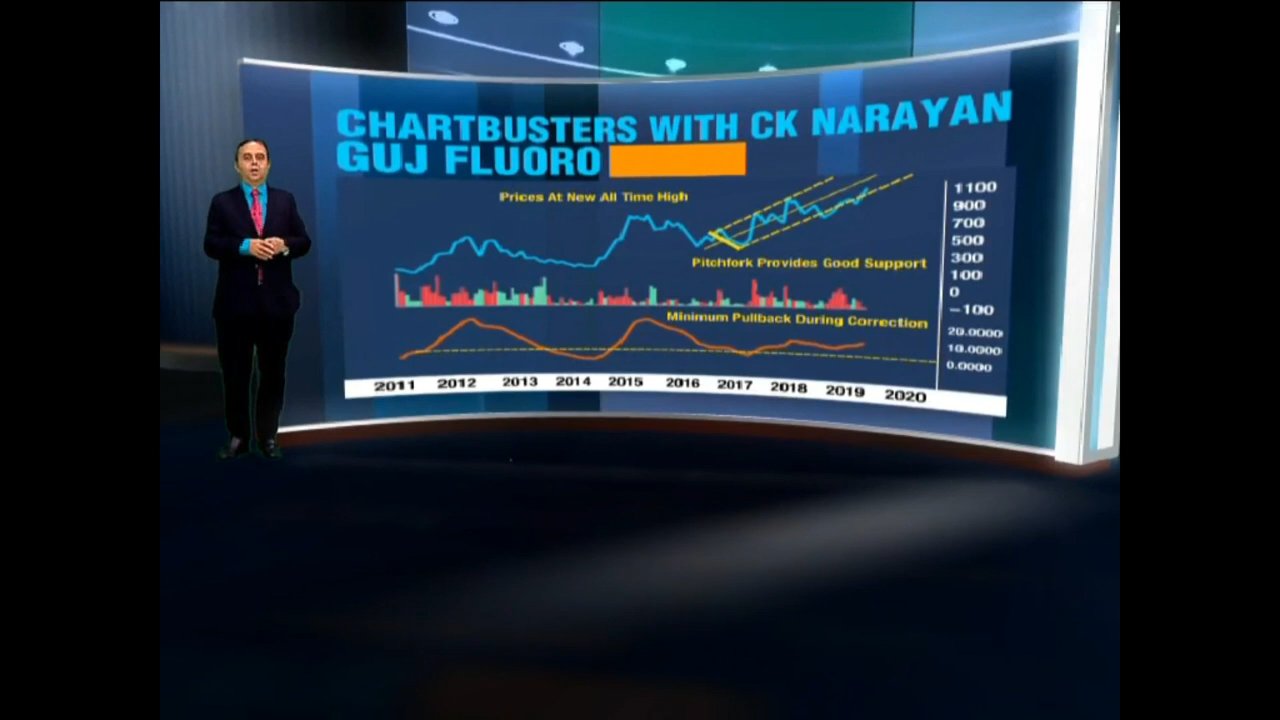 CHARTBUSTERS WITH CK NARAYAN
GUJ FLUORO
Prices At New All Time High
Pitchfork Provides Good Support
Minimum Pullback During Correction
1100
900
700
500
300
100
0
-100
20.0000
10.0000
0.0000
2011 2012 2013 2014 2015 2016 2017 2018 2019 2020